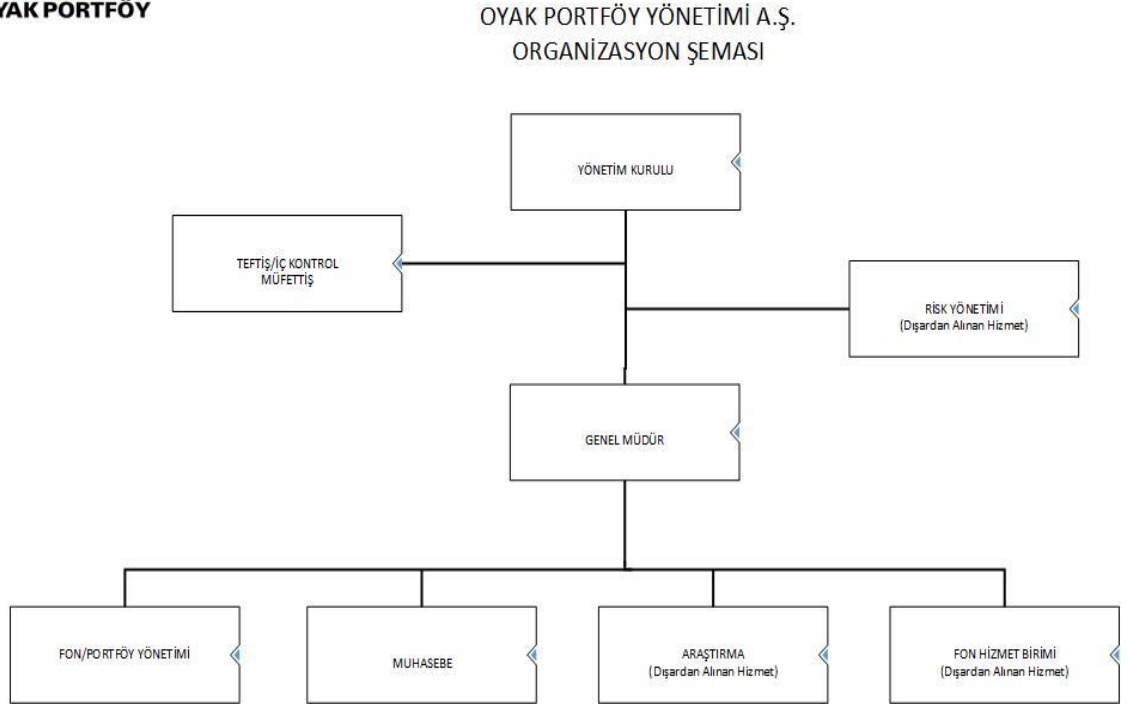 YAK PORTFÖY
OYAK PORTFÖY YÖNETİMİ A.Ş.
ORGANİZASYON ŞEMASI
YÖNETİM KURULU
TEFTİŞ/İÇ KONTROL
MÜFETTİŞ
RİSK YÖNETİMİ
(Dışardan Alınan Hizmet)
GENEL MÜDÜR
FON/PORTFÖY YÖNETİMİ
MUHASEBE
ARAŞTIRMA
(Dışardan Alınan Hizmet)
FON HİZMET BİRİMİ
(Dışardan Alınan Hizmet)